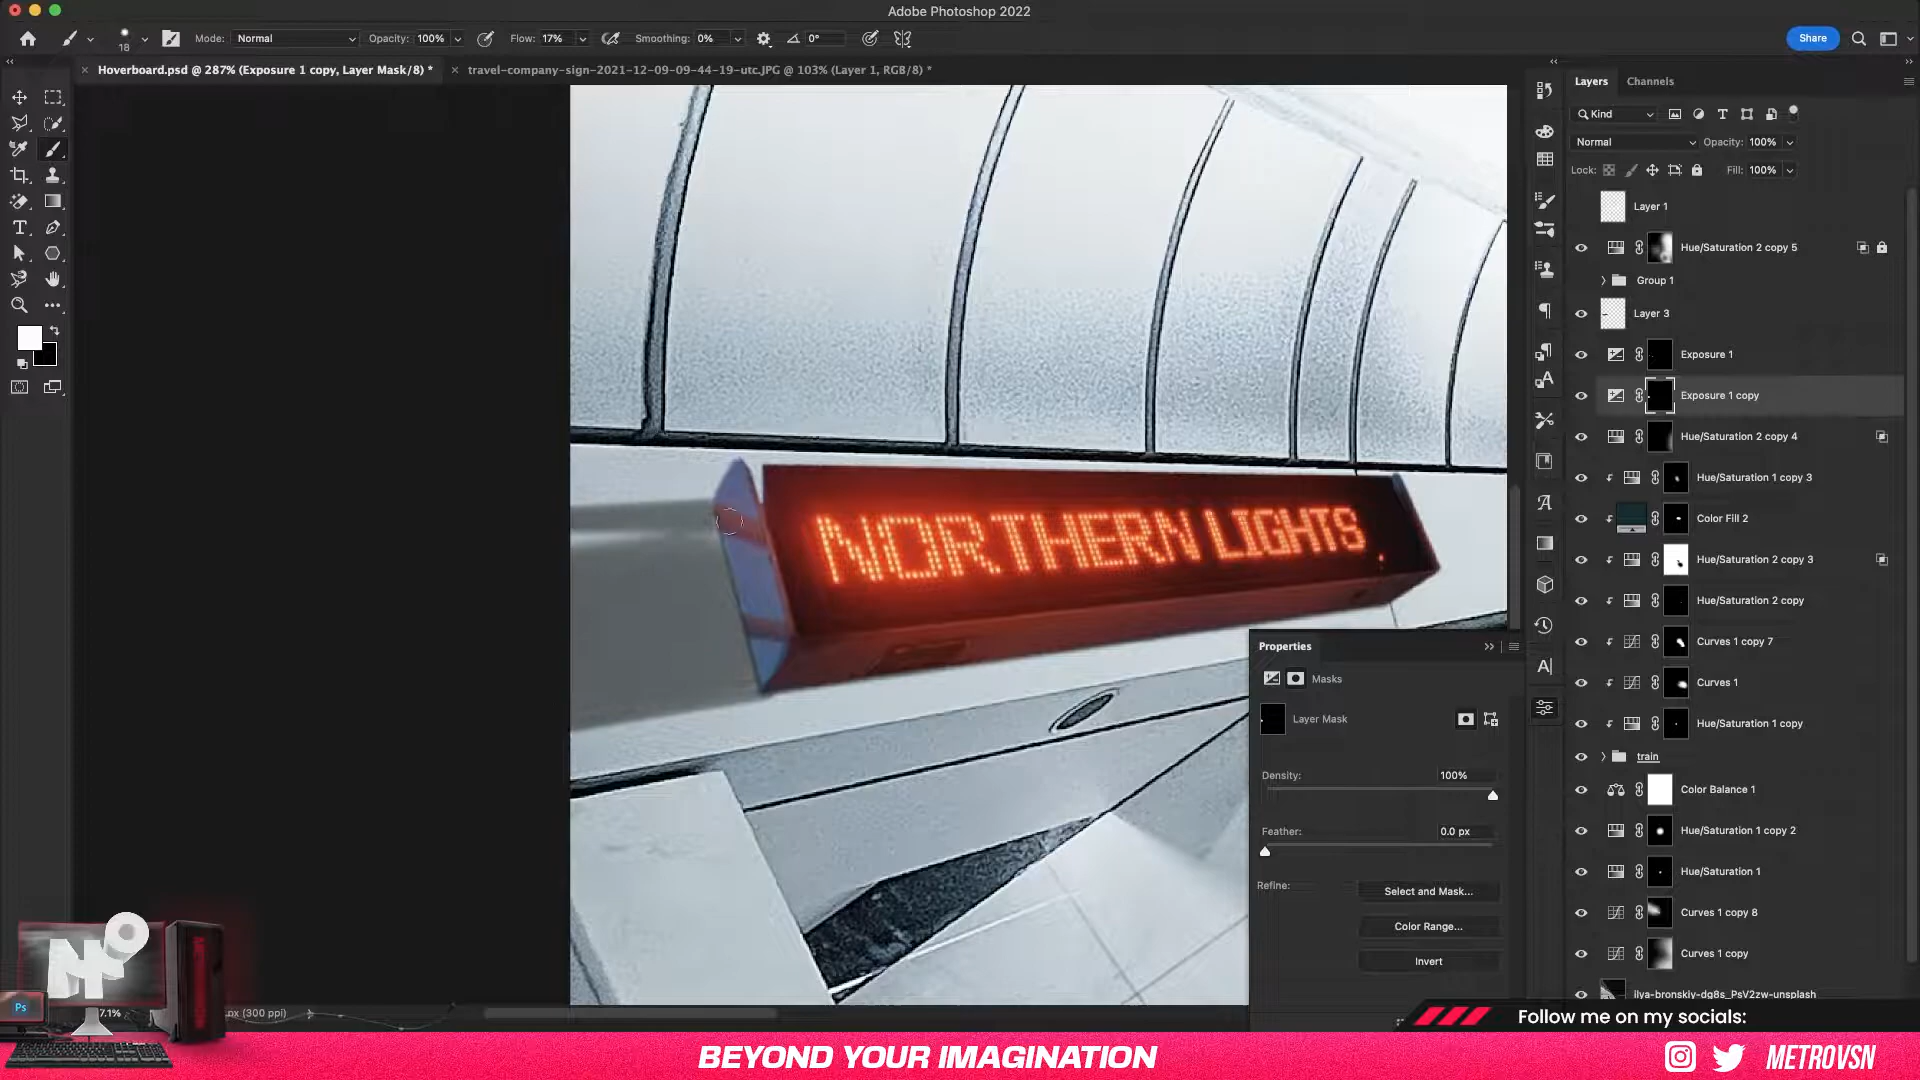 Adobe Photoshop 2022
18
Mode: Normal
Opacity: 100%
Flow: 17%
Smoothing: 0%
0°
Share
Hoverboard.psd @ 287% (Exposure 1 copy, Layer Mask/8) *
travel-company-sign-2021-12-09-09-44-19-utc.JPG @ 103% (Layer 1, RGB/8) *
Layers
Channels
Kind
Normal
Opacity: 100%
Lock:
Fill: 100%
Layer 1
Hue/Saturation 2 copy 5
Group 1
Layer 3
Exposure 1
Exposure 1 copy
Hue/Saturation 2 copy 4
Hue/Saturation 1 copy 3
Color Fill 2
Hue/Saturation 2 copy 3
Hue/Saturation 2 copy
Curves 1 copy 7
Curves 1
Hue/Saturation 1 copy
train
Color Balance 1
Hue/Saturation 1 copy 2
Hue/Saturation 1
Curves 1 copy 8
Curves 1 copy
ilya-bronskiy-dg8s_PsV2zw-unsplash
NORTHERN LIGHTS
Properties
Masks
Layer Mask
Density:
100%
Feather:
0.0 px
Refine:
Select and Mask...
Color Range...
Invert
Ps
7.1%
px (300 ppi)
Follow me on my socials:
BEYOND YOUR IMAGINATION
METROVSN